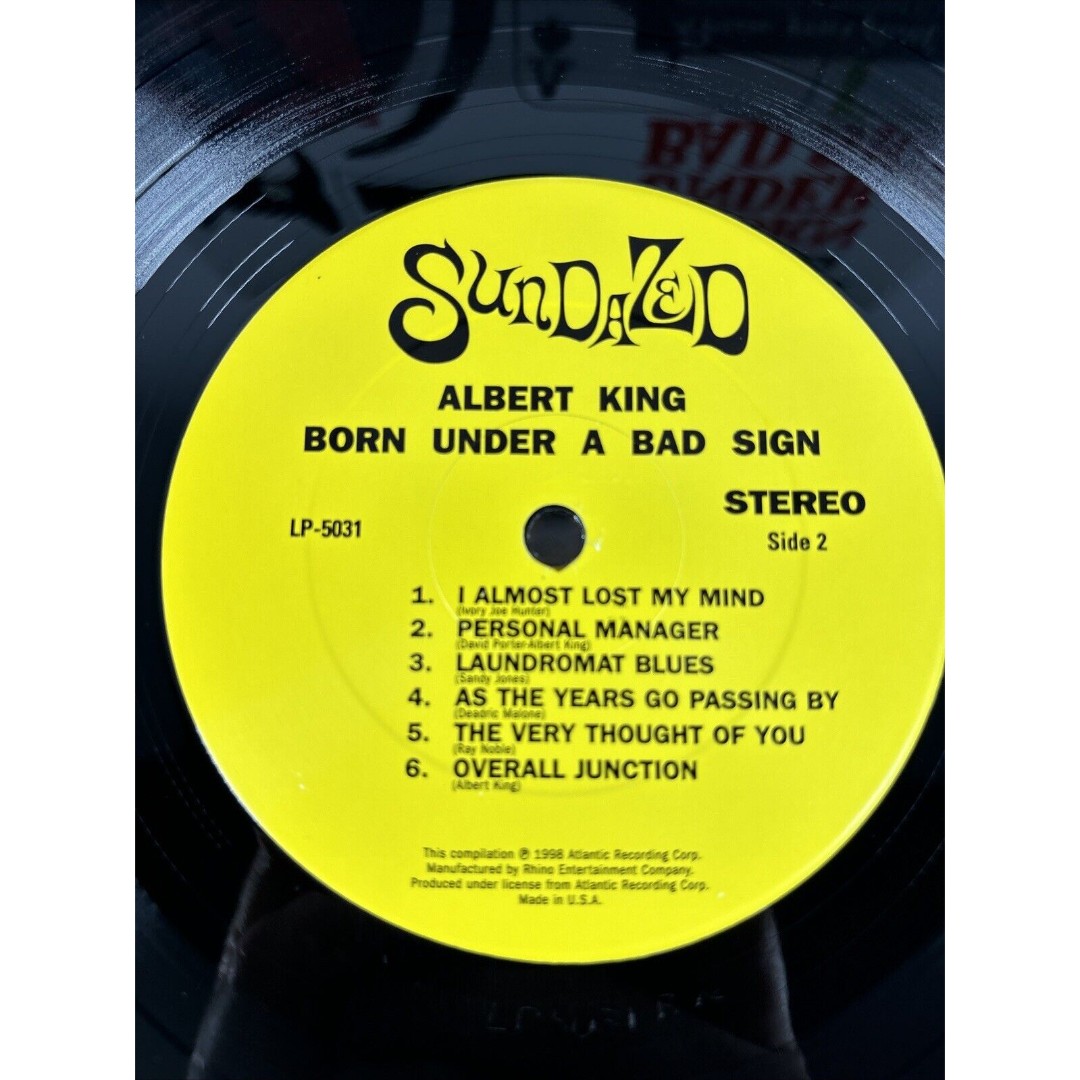 SUNDAZED
ALBERT KING
BORN UNDER A BAD SIGN
STEREO
LP-5031
Side 2
1. I ALMOST LOST MY MIND
(Ivory Joe Hunter)
2. PERSONAL MANAGER
(David Porter-Albert King)
3. LAUNDROMAT BLUES
(Sandy Jones)
4. AS THE YEARS GO PASSING BY
(Deadric Malone)
5. THE VERY THOUGHT OF YOU
(Ray Noble)
6. OVERALL JUNCTION
(Albert King)
This compilation ℗ 1998 Atlantic Recording Corp.
Manufactured by Rhino Entertainment Company.
Produced under license from Atlantic Recording Corp.
Made in U.S.A.